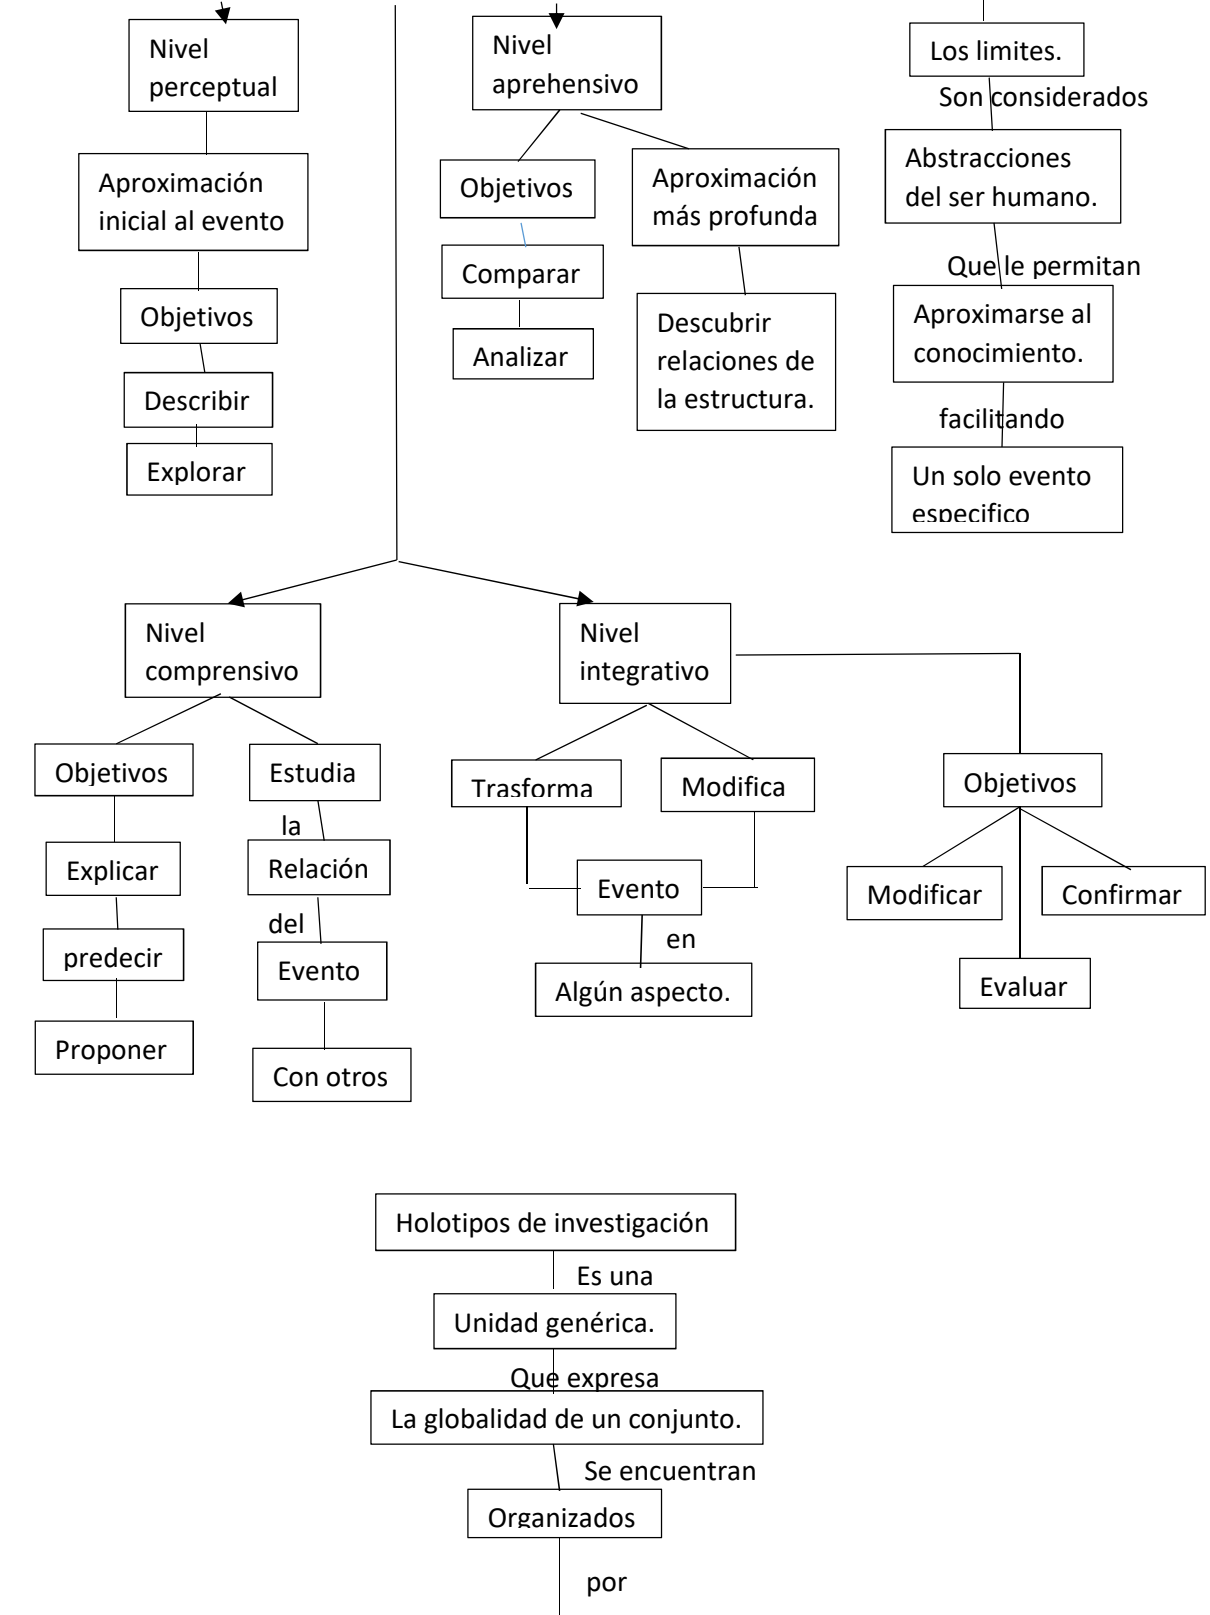 Nivel
perceptual
Aproximación
inicial al evento
Objetivos
Describir
Explorar
Nivel
aprehensivo
Objetivos
Comparar
Analizar
Aproximación
más profunda
Descubrir
relaciones de
la estructura.
Los limites.
Son considerados
Abstracciones
del ser humano.
Que le permitan
Aproximarse al
conocimiento.
facilitando
Un solo evento
especifico
Nivel
comprensivo
Objetivos
Explicar
predecir
Proponer
Estudia
la
Relación
del
Evento
Con otros
Nivel
integrativo
Trasforma
Modifica
Evento
en
Algún aspecto.
Objetivos
Modificar
Confirmar
Evaluar
Holotipos de investigación
Es una
Unidad genérica.
Que expresa
La globalidad de un conjunto.
Se encuentran
Organizados
por